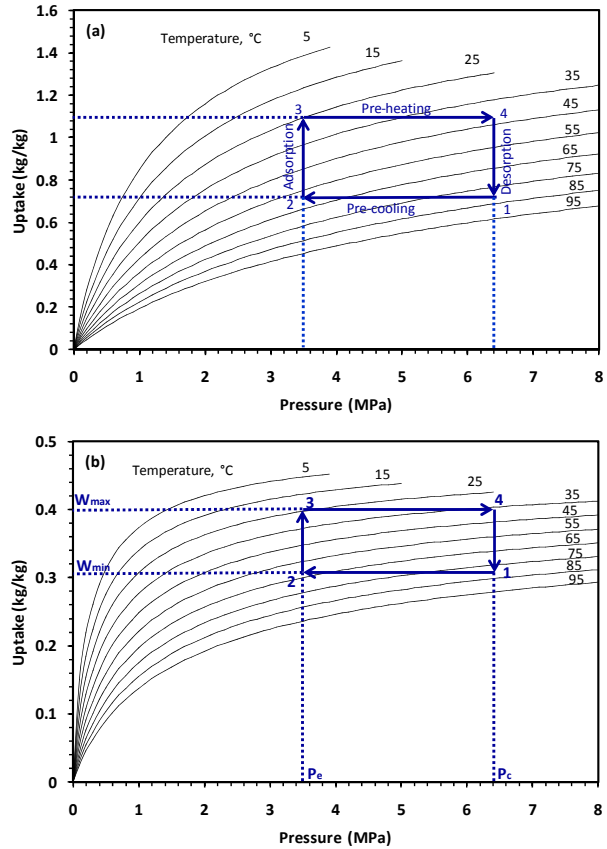 (a)
Temperature, °C
5
15
25
35
45
55
65
75
85
95
3
Pre-heating
4
Adsorption
Desorption
2
Pre-cooling
1
Uptake (kg/kg)
1.6
1.4
1.2
1.0
0.8
0.6
0.4
0.2
0.0
0 1 2 3 4 5 6 7 8
Pressure (MPa)
(b)
Temperature, °C
5
15
25
35
45
55
65
75
85
95
Wmax
3
4
Wmin
2
1
Pe
Pc
Uptake (kg/kg)
0.5
0.4
0.3
0.2
0.1
0
0 1 2 3 4 5 6 7 8
Pressure (MPa)